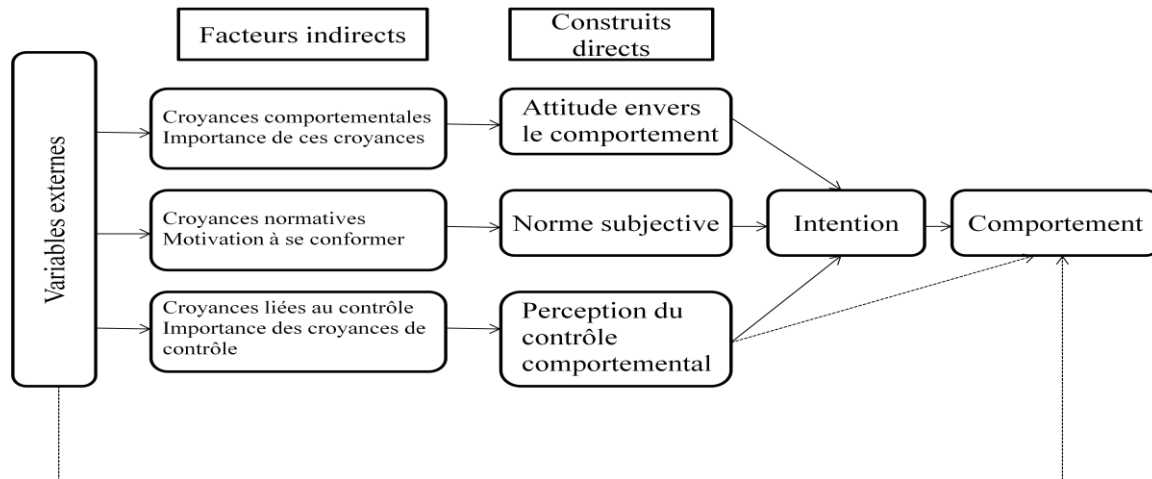 Facteurs indirects
Construits
directs
Variables externes
Croyances comportementales
Importance de ces croyances
Attitude envers
le comportement
Croyances normatives
Motivation à se conformer
Norme subjective
Intention
Comportement
Croyances liées au contrôle
Importance des croyances de
contrôle
Perception du
contrôle
comportemental